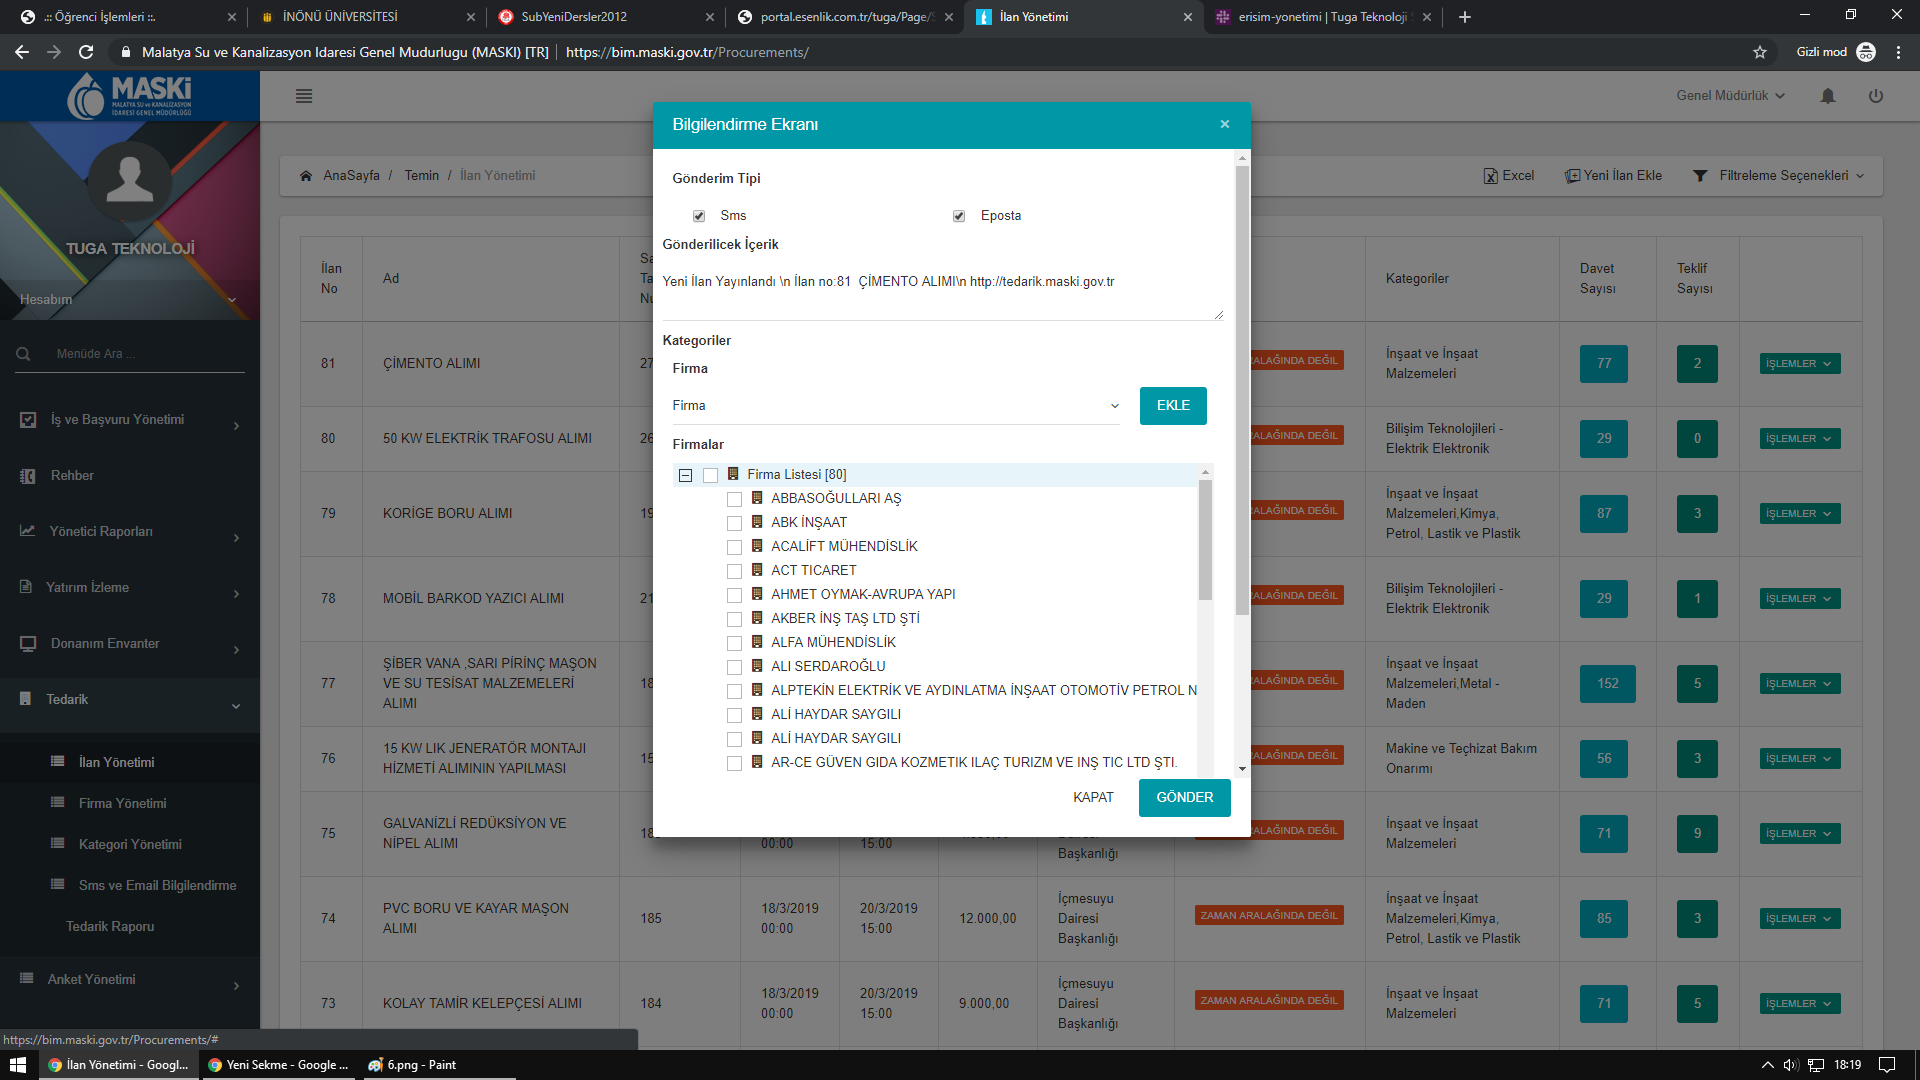 .:: Öğrenci İşlemleri ::.
İNÖNÜ ÜNİVERSİTESİ
SubYeniDersler2012
portal.esenlik.com.tr/tuga/Page/
İlan Yönetimi
erisim-yonetimi | Tuga Teknoloji
Malatya Su ve Kanalizasyon Idaresi Genel Mudurlugu (MASKI) [TR] | https://bim.maski.gov.tr/Procurements/
Gizli mod
MASKİ
MALATYA SU ve KANALİZASYON
İDARESİ GENEL MÜDÜRLÜĞÜ
Genel Müdürlük
TUGA TEKNOLOJİ
Hesabım
Menüde Ara ...
İş ve Başvuru Yönetimi
Rehber
Yönetici Raporları
Yatırım İzleme
Donanım Envanter
Tedarik
İlan Yönetimi
Firma Yönetimi
Kategori Yönetimi
Sms ve Email Bilgilendirme
Tedarik Raporu
Anket Yönetimi
AnaSayfa / Temin / İlan Yönetimi
Excel
Yeni İlan Ekle
Filtreleme Seçenekleri
Bilgilendirme Ekranı
×
Gönderim Tipi
Sms
Eposta
Gönderilicek İçerik
Yeni İlan Yayınlandı \n İlan no:81  ÇİMENTO ALIMI\n http://tedarik.maski.gov.tr
Kategoriler
Firma
Firma
EKLE
Firmalar
Firma Listesi [80]
ABBASOĞULLARI AŞ
ABK İNŞAAT
ACALİFT MÜHENDİSLİK
ACT TICARET
AHMET OYMAK-AVRUPA YAPI
AKBER İNŞ TAŞ LTD ŞTİ
ALFA MÜHENDİSLİK
ALI SERDAROĞLU
ALPTEKİN ELEKTRİK VE AYDINLATMA İNŞAAT OTOMOTİV PETROL N
ALİ HAYDAR SAYGILI
ALİ HAYDAR SAYGILI
AR-CE GÜVEN GIDA KOZMETIK ILAÇ TURIZM VE INŞ TIC LTD ŞTI.
KAPAT
GÖNDER
İlan
No
Ad
Sa
Ta
Nu
Kategoriler
Davet
Sayısı
Teklif
Sayısı
81
ÇİMENTO ALIMI
27
ALAĞINDA DEĞİL
İnşaat ve İnşaat
Malzemeleri
77
2
İŞLEMLER
80
50 KW ELEKTRİK TRAFOSU ALIMI
26
ALAĞINDA DEĞİL
Bilişim Teknolojileri -
Elektrik Elektronik
29
0
İŞLEMLER
79
KORİGE BORU ALIMI
19
ALAĞINDA DEĞİL
İnşaat ve İnşaat
Malzemeleri,Kimya,
Petrol, Lastik ve Plastik
87
3
İŞLEMLER
78
MOBİL BARKOD YAZICI ALIMI
21
ALAĞINDA DEĞİL
Bilişim Teknolojileri -
Elektrik Elektronik
29
1
İŞLEMLER
77
ŞİBER VANA ,SARI PİRİNÇ MAŞON
VE SU TESİSAT MALZEMELERİ
ALIMI
18
ALAĞINDA DEĞİL
İnşaat ve İnşaat
Malzemeleri,Metal -
Maden
152
5
İŞLEMLER
76
15 KW LIK JENERATÖR MONTAJI
HİZMETİ ALIMININ YAPILMASI
15
ALAĞINDA DEĞİL
Makine ve Teçhizat Bakım
Onarımı
56
3
İŞLEMLER
75
GALVANİZLİ REDÜKSİYON VE
NİPEL ALIMI
00:00
15:00
Başkanlığı
ALAĞINDA DEĞİL
İnşaat ve İnşaat
Malzemeleri
71
9
İŞLEMLER
74
PVC BORU VE KAYAR MAŞON
ALIMI
185
18/3/2019
00:00
20/3/2019
15:00
12.000,00
İçmesuyu
Dairesi
Başkanlığı
ZAMAN ARALAĞINDA DEĞİL
İnşaat ve İnşaat
Malzemeleri,Kimya,
Petrol, Lastik ve Plastik
85
3
İŞLEMLER
73
KOLAY TAMİR KELEPÇESİ ALIMI
184
18/3/2019
00:00
20/3/2019
15:00
9.000,00
İçmesuyu
Dairesi
Başkanlığı
ZAMAN ARALAĞINDA DEĞİL
İnşaat ve İnşaat
Malzemeleri
71
5
İŞLEMLER
https://bim.maski.gov.tr/Procurements/#
İlan Yönetimi - Googl...
Yeni Sekme - Google ...
6.png - Paint
18:19